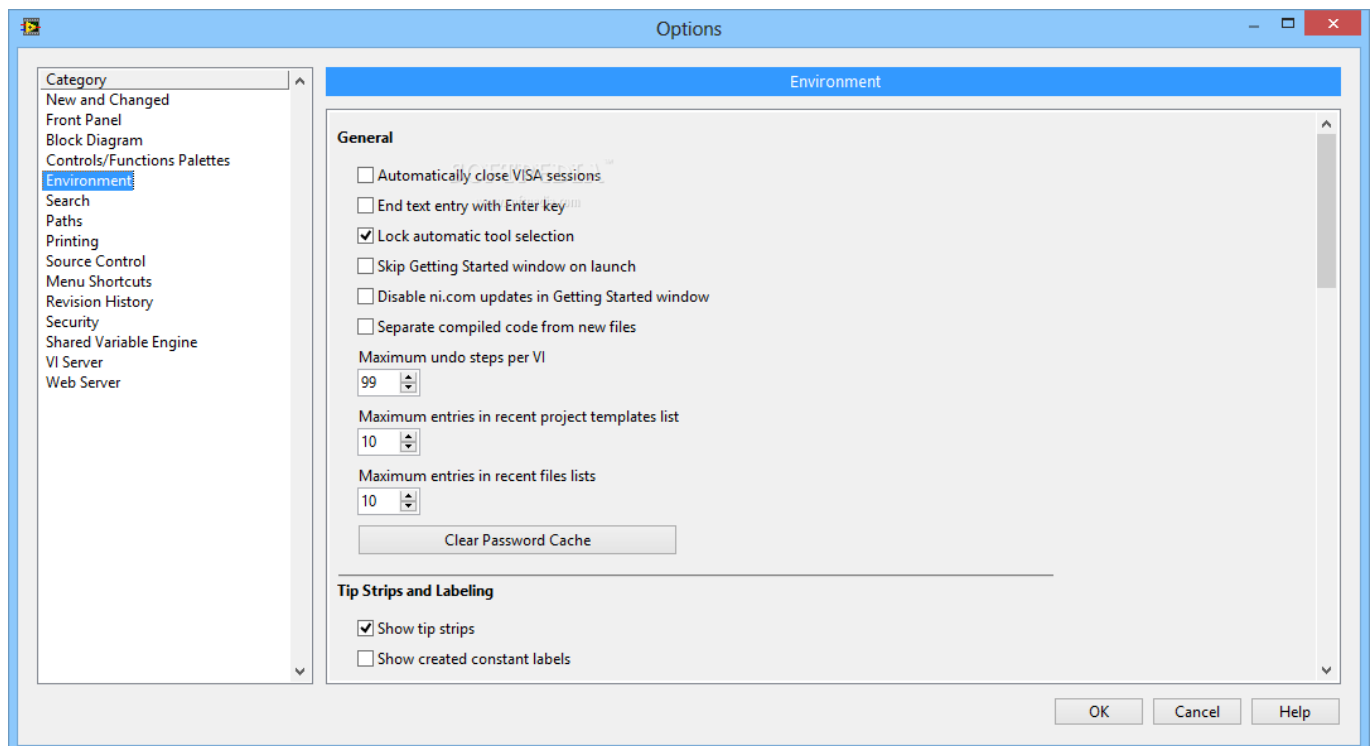 Options
Category
New and Changed
Front Panel
Block Diagram
Controls/Functions Palettes
Environment
Search
Paths
Printing
Source Control
Menu Shortcuts
Revision History
Security
Shared Variable Engine
VI Server
Web Server
Environment
General
SOFTPEDIA
Automatically close VISA sessions
End text entry with Enter key
Lock automatic tool selection
Skip Getting Started window on launch
Disable ni.com updates in Getting Started window
Separate compiled code from new files
Maximum undo steps per VI
99
Maximum entries in recent project templates list
10
Maximum entries in recent files lists
10
Clear Password Cache
Tip Strips and Labeling
Show tip strips
Show created constant labels
OK Cancel Help